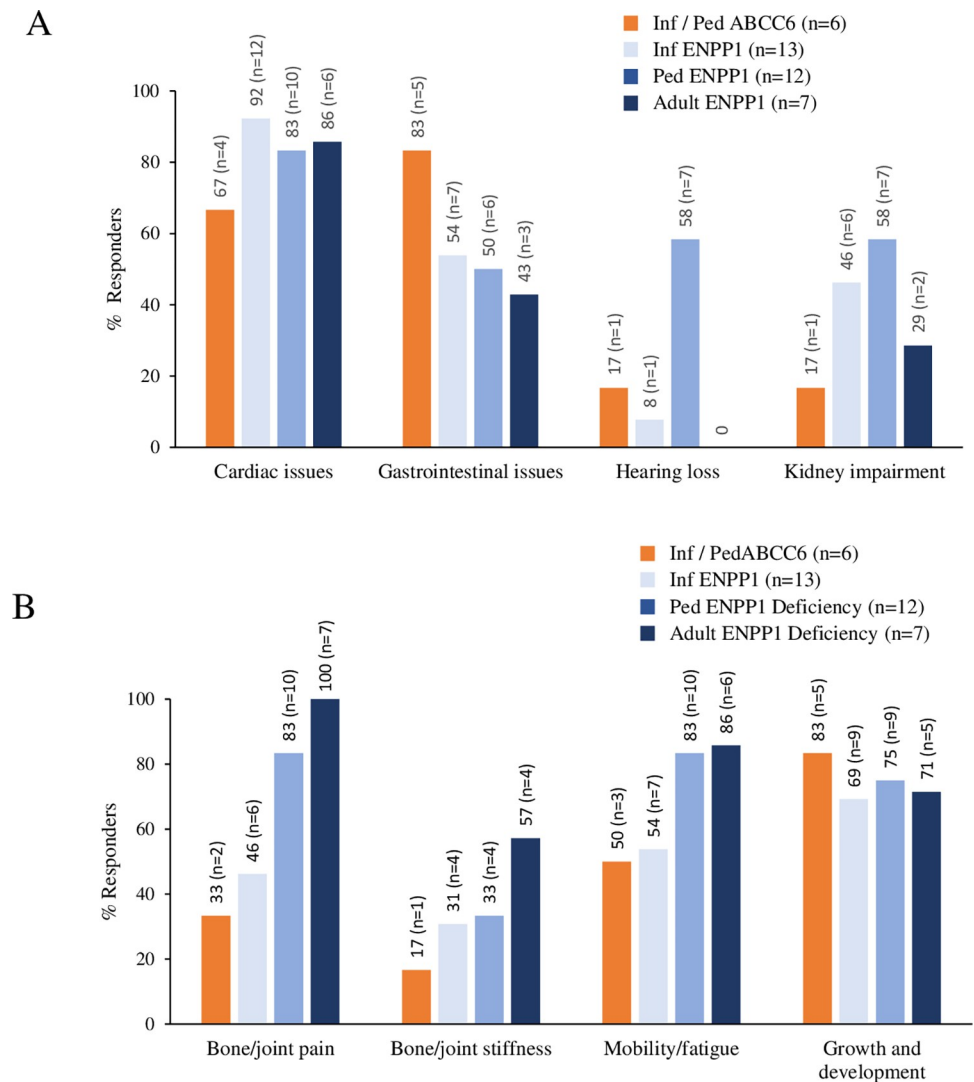 A
Inf / Ped ABCC6 (n=6)
Inf ENPP1 (n=13)
Ped ENPP1 (n=12)
Adult ENPP1 (n=7)
% Responders
100
80
60
40
20
0
67 (n=4)
92 (n=12)
83 (n=10)
86 (n=6)
83 (n=5)
54 (n=7)
50 (n=6)
43 (n=3)
17 (n=1)
8 (n=1)
58 (n=7)
0
17 (n=1)
46 (n=6)
58 (n=7)
29 (n=2)
Cardiac issues
Gastrointestinal issues
Hearing loss
Kidney impairment
B
Inf / PedABCC6 (n=6)
Inf ENPP1 (n=13)
Ped ENPP1 Deficiency (n=12)
Adult ENPP1 Deficiency (n=7)
% Responders
100
80
60
40
20
0
33 (n=2)
46 (n=6)
83 (n=10)
100 (n=7)
17 (n=1)
31 (n=4)
33 (n=4)
57 (n=4)
50 (n=3)
54 (n=7)
83 (n=10)
86 (n=6)
83 (n=5)
69 (n=9)
75 (n=9)
71 (n=5)
Bone/joint pain
Bone/joint stiffness
Mobility/fatigue
Growth and
development